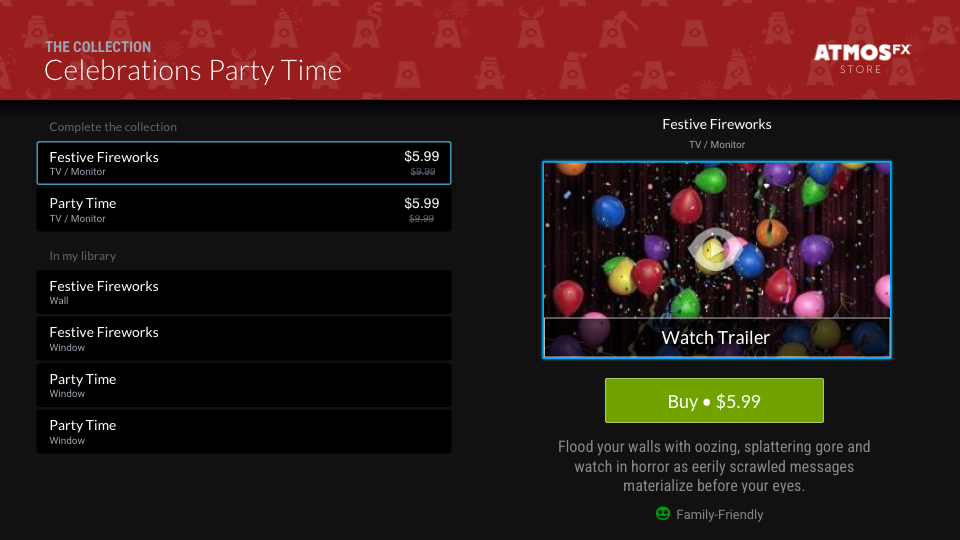 THE COLLECTION
Celebrations Party Time
ATMOSFX
STORE
Complete the collection
Festive Fireworks
$5.99
TV / Monitor
$9.99
Party Time
$5.99
TV / Monitor
$9.99
In my library
Festive Fireworks
Wall
Festive Fireworks
Window
Party Time
Window
Party Time
Window
Festive Fireworks
TV / Monitor
Watch Trailer
Buy • $5.99
Flood your walls with oozing, splattering gore and
watch in horror as eerily scrawled messages
materialize before your eyes.
Family-Friendly